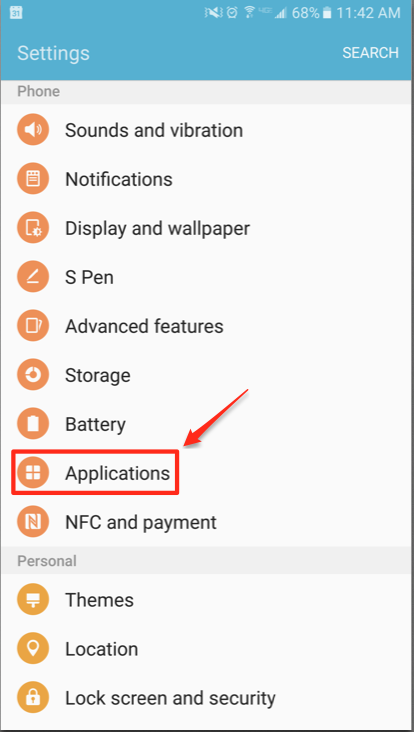 31 68% 11:42 AM
Settings SEARCH
Phone
Sounds and vibration
Notifications
Display and wallpaper
S Pen
Advanced features
Storage
Battery
Applications
NFC and payment
Personal
Themes
Location
Lock screen and security